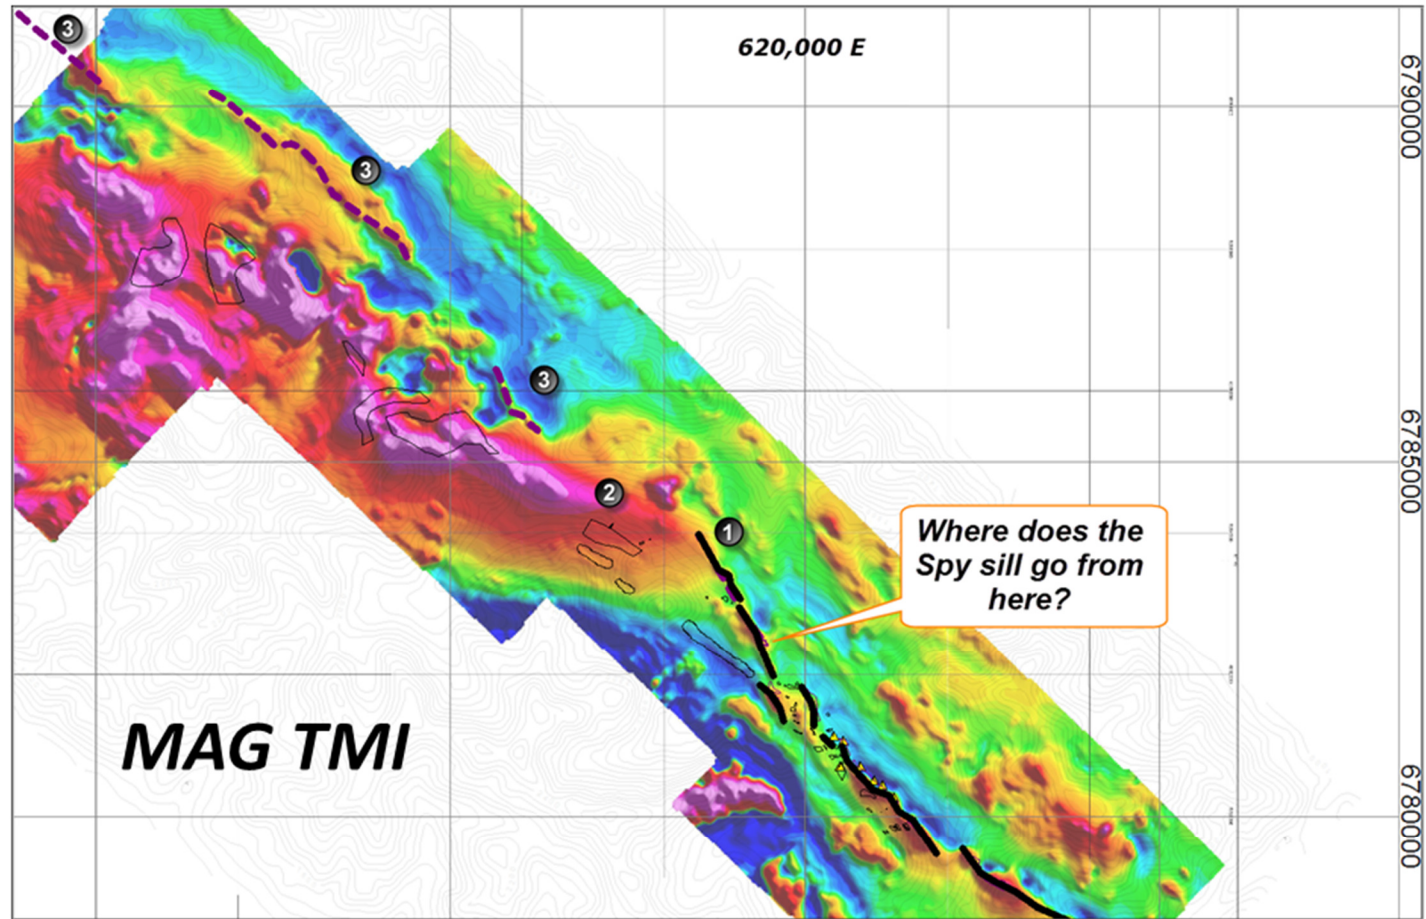 3
620,000 E
6790000
3
3
6785000
2
1
Where does the
Spy sill go from
here?
MAG TMI
6780000